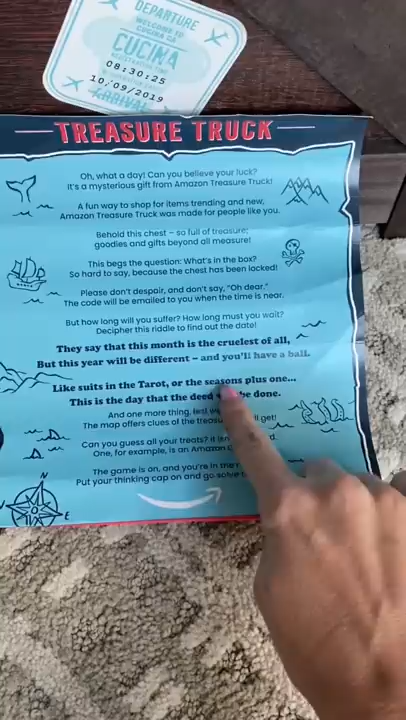 DEPARTURE
WELCOME TO
CUCINA CA
DESTINATION TIME
08:30:25
10/09/2019
ARRIVAL
TREASURE TRUCK
Oh, what a day! Can you believe your luck?
It's a mysterious gift from Amazon Treasure Truck!
A fun way to shop for items trending and new,
Amazon Treasure Truck was made for people like you.
Behold this chest – so full of treasure;
goodies and gifts beyond all measure!
This begs the question: What's in the box?
So hard to say, because the chest has been locked!
Please don't despair, and don't say, "Oh dear."
The code will be emailed to you when the time is near.
But how long will you suffer? How long must you wait?
Decipher this riddle to find out the date!
They say that this month is the cruelest of all,
But this year will be different – and you'll have a ball.
Like suits in the Tarot, or the seasons plus one...
This is the day that the deed be done.
And one more thing, lest
The map offers clues of the get!
Can you guess all your treats? It
One, for example, is an Amazon
The game is on, and you're in the
Put your thinking cap on and go
N
E